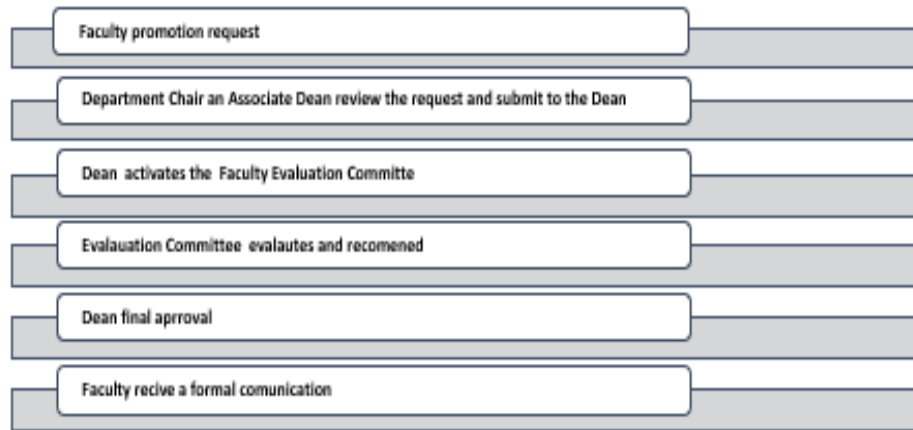 Faculty promotion request
Department Chair an Associate Dean review the request and submit to the Dean
Dean activates the Faculty Evaluation Committe
Evalauation Committee evalautes and recomened
Dean final aprroval
Faculty recive a formal comunication